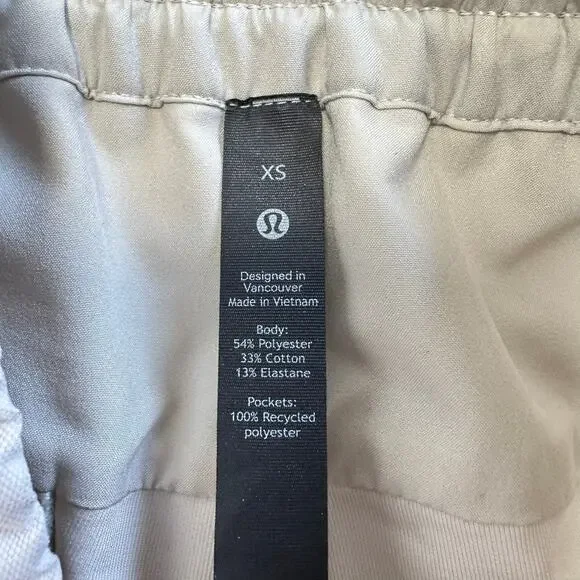 XS
Designed in
Vancouver
Made in Vietnam
Body:
54% Polyester
33% Cotton
13% Elastane
Pockets:
100% Recycled
polyester